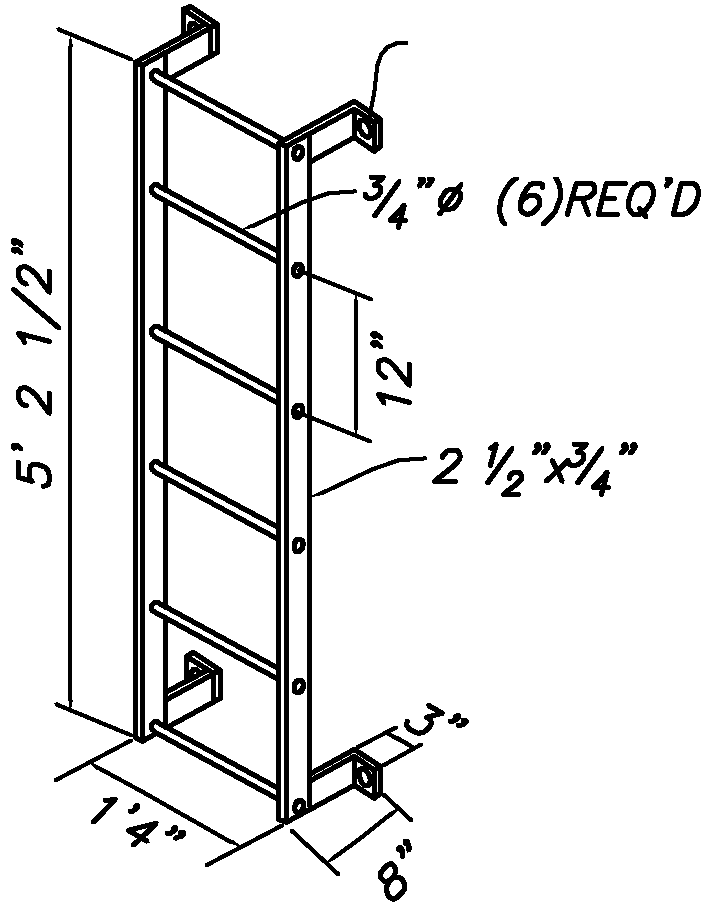 3/4"ø (6)REQ'D
5' 2 1/2"
12"
2 1/2"x3/4"
3"
1'4"
8"